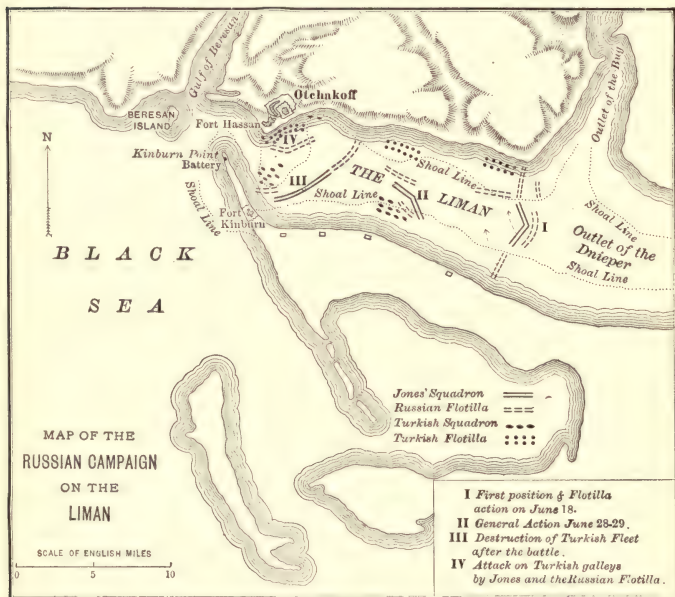 Gulf of Beresan
Otchnkoff
BERESAN
ISLAND
Fort Hassan
Outlet of the Bug
N
IV
Kinburn Point
Battery
Shoal Line
III
THE
Shoal Line
Shoal Line
II
LIMAN
I
Shoal Line
Fort
Kinburn
Outlet of the
Dnieper
Shoal Line
BLACK
SEA
Jones' Squadron
Russian Flotilla
Turkish Squadron
Turkish Flotilla
MAP OF THE
RUSSIAN CAMPAIGN
ON THE
LIMAN
SCALE OF ENGLISH MILES
0 5 10
I First position & Flotilla
action on June 18.
II General Action June 28-29.
III Destruction of Turkish Fleet
after the battle.
IV Attack on Turkish galleys
by Jones and the Russian Flotilla.